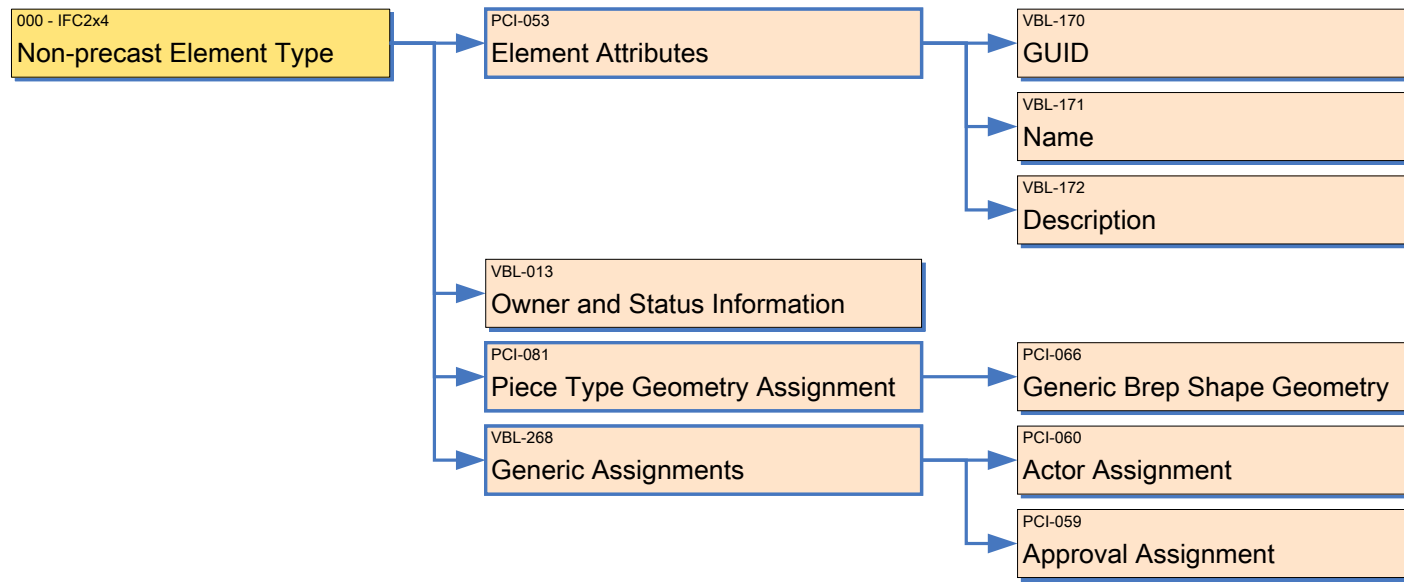 000 - IFC2x4
Non-precast Element Type
PCI-053
Element Attributes
VBL-170
GUID
VBL-171
Name
VBL-172
Description
VBL-013
Owner and Status Information
PCI-081
Piece Type Geometry Assignment
PCI-066
Generic Brep Shape Geometry
VBL-268
Generic Assignments
PCI-060
Actor Assignment
PCI-059
Approval Assignment